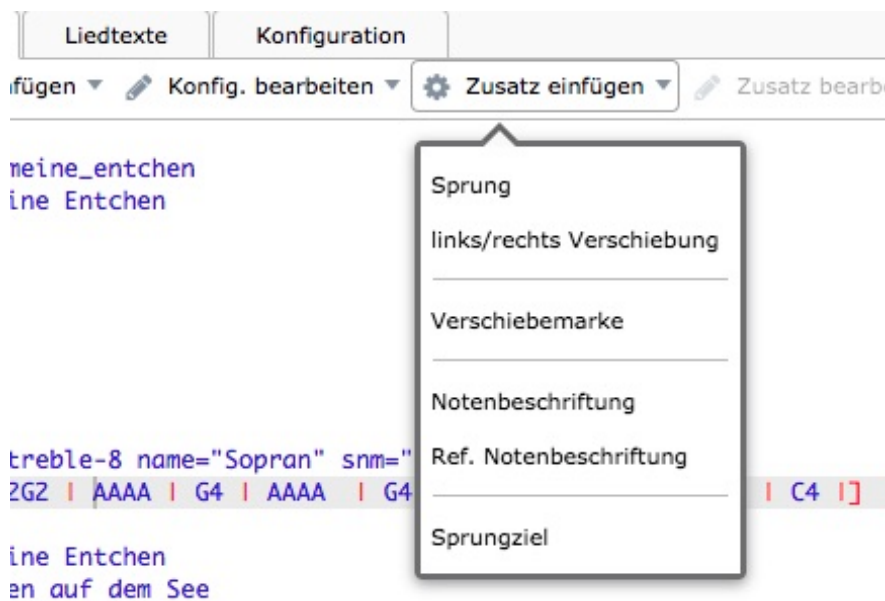 Liedtexte Konfiguration
nfügen Konfig. bearbeiten Zusatz einfügen Zusatz bearb
meine_entchen
ine Entchen
Sprung
links/rechts Verschiebung
Verschiebemarke
Notenbeschriftung
treble-8 name="Sopran" snm=" Ref. Notenbeschriftung
2G2 | AAAA | G4 | AAAA | G4 | C4 |]
Sprungziel
ine Entchen
en auf dem See